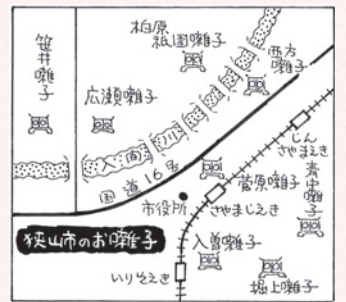 笹井囃子
広瀬囃子
柏原
祇園囃子
西方
囃子
入間川
国道16号
市役所
菅原囃子
しん
さやまえき
さやましえき
青中囃子
入曽囃子
いりそえき
堀上囃子
狭山市のお囃子